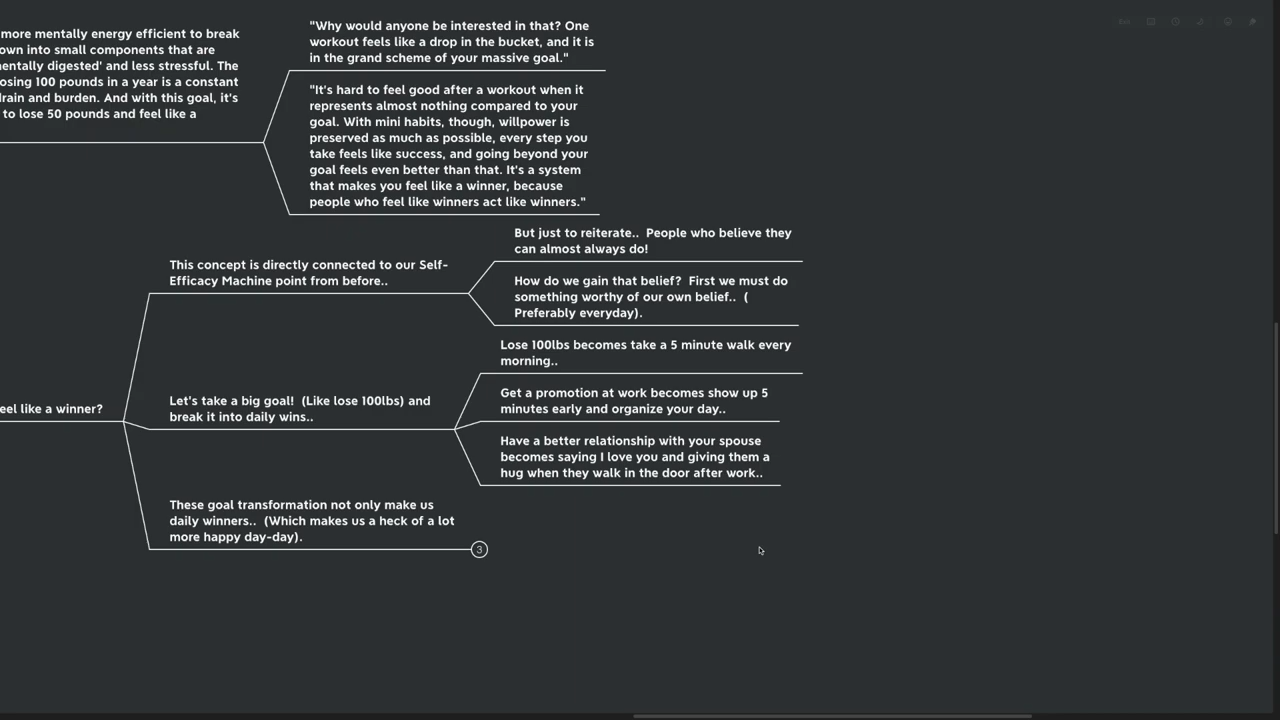 more mentally energy efficient to break
own into small components that are
entally digested' and less stressful. The
osing 100 pounds in a year is a constant
rain and burden. And with this goal, it's
to lose 50 pounds and feel like a
"Why would anyone be interested in that? One
workout feels like a drop in the bucket, and it is
in the grand scheme of your massive goal."
"It's hard to feel good after a workout when it
represents almost nothing compared to your
goal. With mini habits, though, willpower is
preserved as much as possible, every step you
take feels like success, and going beyond your
goal feels even better than that. It's a system
that makes you feel like a winner, because
people who feel like winners act like winners."
eel like a winner?
This concept is directly connected to our Self-
Efficacy Machine point from before..
But just to reiterate..  People who believe they
can almost always do!
How do we gain that belief?  First we must do
something worthy of our own belief..  (
Preferably everyday).
Let's take a big goal!  (Like lose 100lbs) and
break it into daily wins..
Lose 100lbs becomes take a 5 minute walk every
morning..
Get a promotion at work becomes show up 5
minutes early and organize your day..
Have a better relationship with your spouse
becomes saying I love you and giving them a
hug when they walk in the door after work..
These goal transformation not only make us
daily winners..  (Which makes us a heck of a lot
more happy day-day).
3